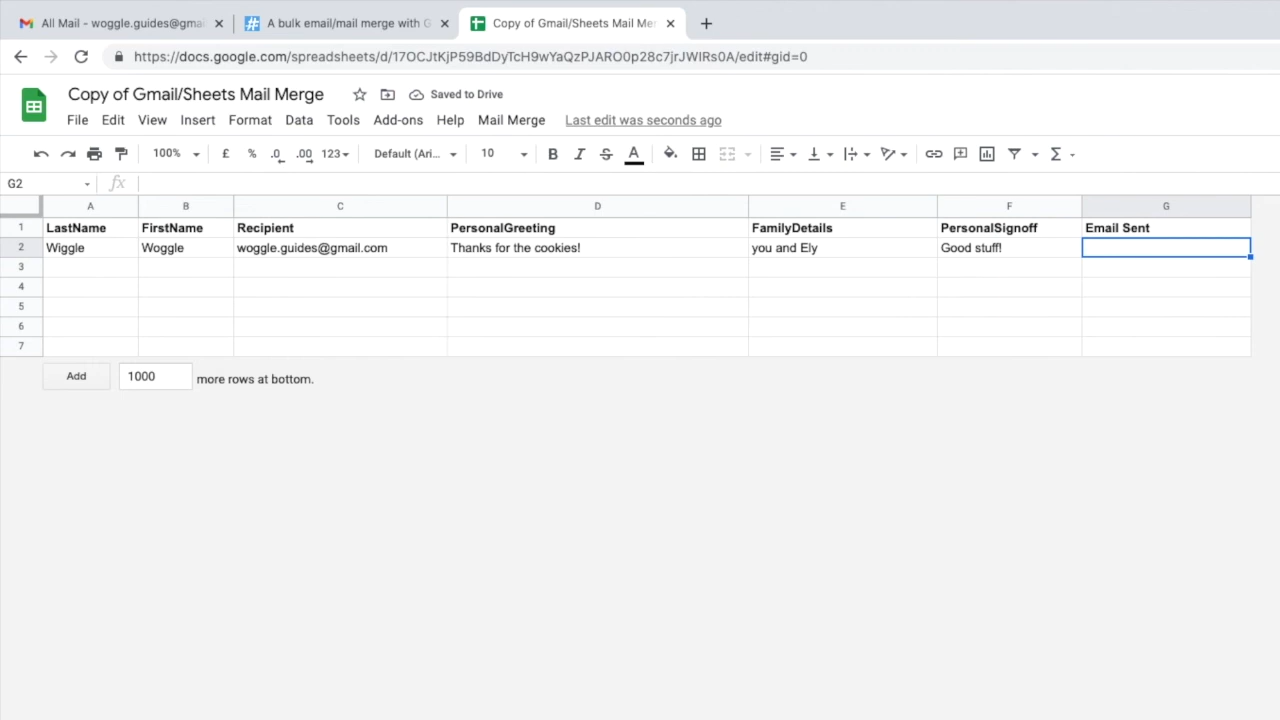 All Mail - woggle.guides@gmai
A bulk email/mail merge with G
Copy of Gmail/Sheets Mail Mer
https://docs.google.com/spreadsheets/d/17OCJtKjP59BdDyTcH9wYaQzPJARO0p28c7jrJWIRs0A/edit#gid=0
Copy of Gmail/Sheets Mail Merge Saved to Drive
File Edit View Insert Format Data Tools Add-ons Help Mail Merge Last edit was seconds ago
100% £ % .0 .00 123 Default (Ari... 10 B I S A Σ
G2 fx
A B C D E F G
1 LastName FirstName Recipient PersonalGreeting FamilyDetails PersonalSignoff Email Sent
2 Wiggle Woggle woggle.guides@gmail.com Thanks for the cookies! you and Ely Good stuff!
3
4
5
6
7
Add 1000 more rows at bottom.